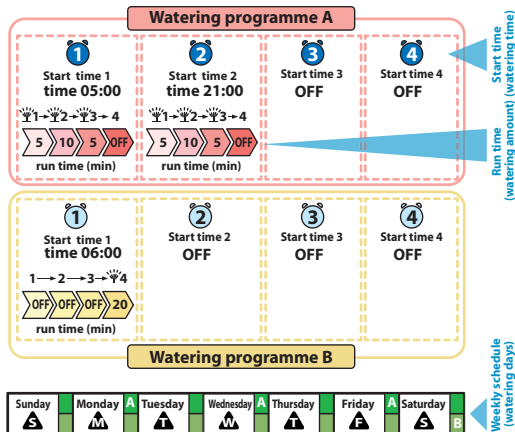 Watering programme A
1
2
3
4
Start time 1
time 05:00
Start time 2
time 21:00
Start time 3
OFF
Start time 4
OFF
1→2→3→4
5 10 5 OFF
run time (min)
1→2→3→4
5 10 5 OFF
run time (min)
Start time
(watering time)
Run time
(watering amount)
1
2
3
4
Start time 1
time 06:00
Start time 2
OFF
Start time 3
OFF
Start time 4
OFF
1→2→3→4
OFF OFF OFF 20
run time (min)
Watering programme B
Weekly schedule
(watering days)
Sunday Monday A Tuesday Wednesday A Thursday Friday A Saturday
S M T W T F S B